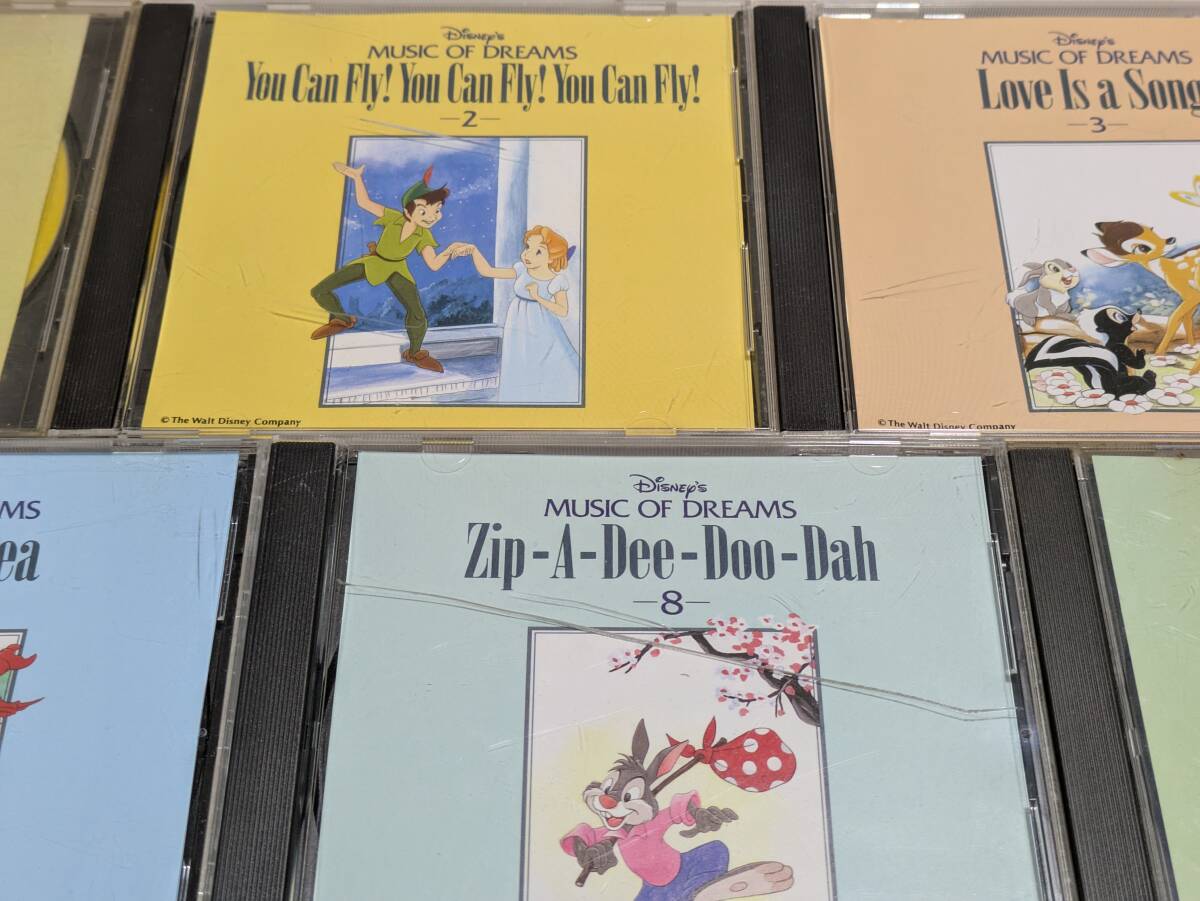 Disney's
MUSIC OF DREAMS
You Can Fly! You Can Fly! You Can Fly!
—2—
© The Walt Disney Company
Disney's
MUSIC OF DREAMS
Love Is a Song
—3—
© The Walt Disney Company
Disney's
MUSIC OF DREAMS
Zip-A-Dee-Doo-Dah
—8—